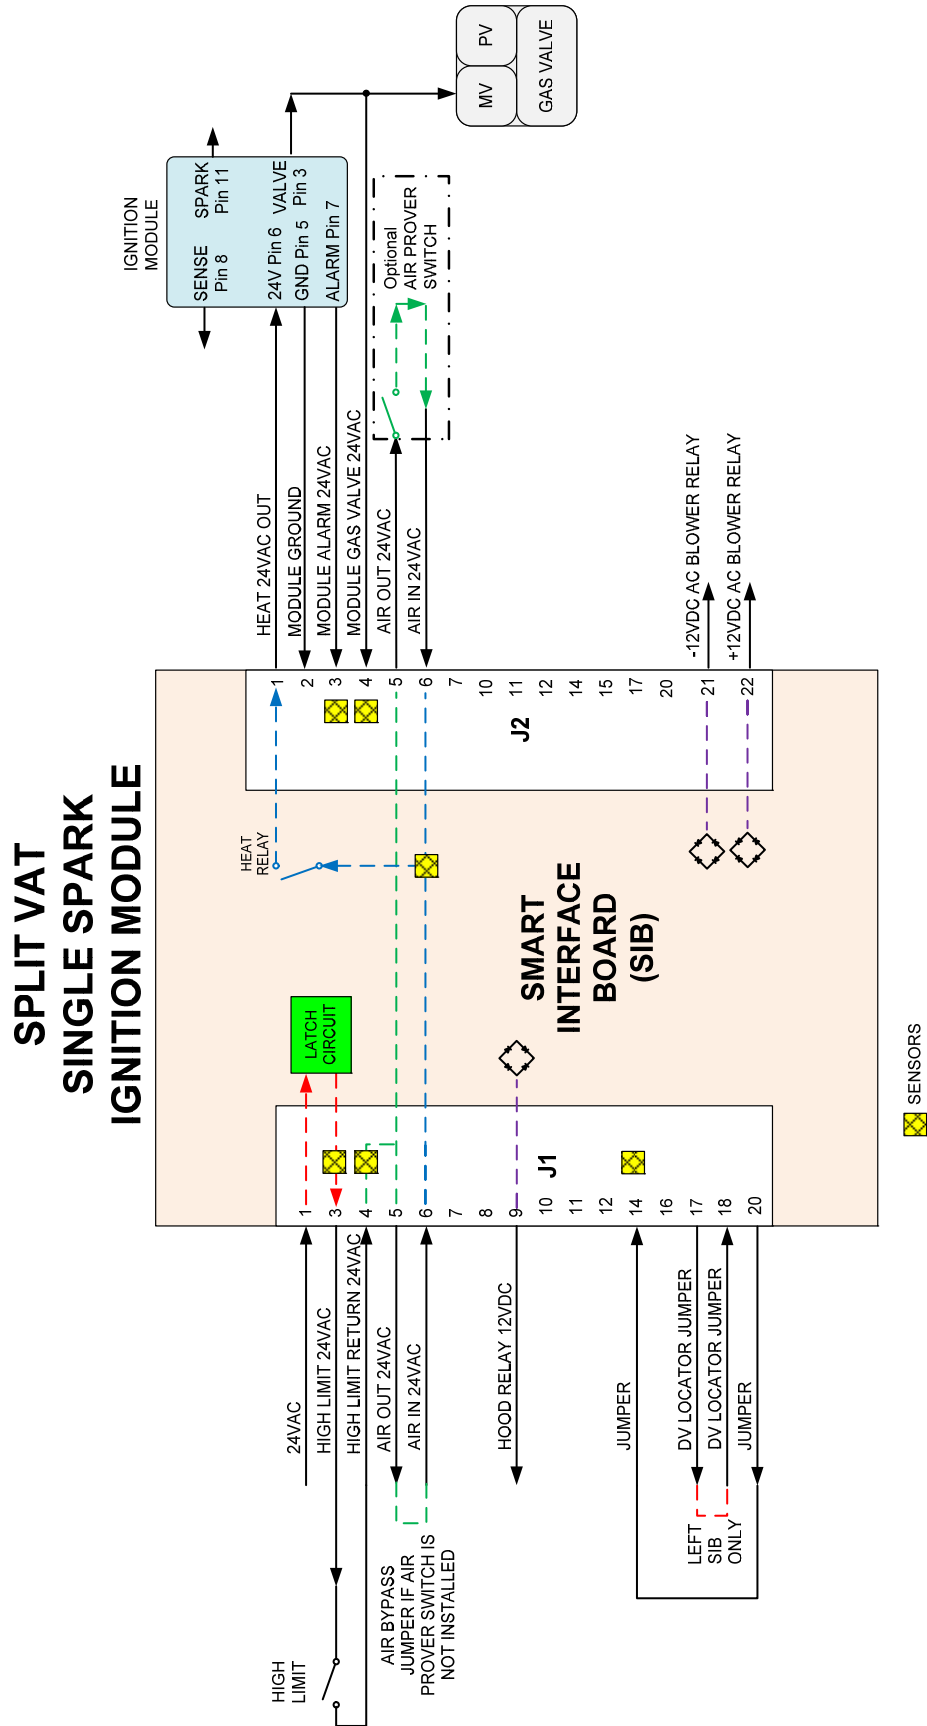 SPLIT VAT
SINGLE SPARK
IGNITION MODULE
HIGH
LIMIT
24VAC
HIGH LIMIT 24VAC
HIGH LIMIT RETURN 24VAC
AIR OUT 24VAC
AIR IN 24VAC
AIR BYPASS
JUMPER IF AIR
PROVER SWITCH IS
NOT INSTALLED
HOOD RELAY 12VDC
JUMPER
DV LOCATOR JUMPER
DV LOCATOR JUMPER
JUMPER
LEFT
SIB
ONLY
1
3
4
5
6
7
8
9
10
11
12
14
16
17
18
20
J1
LATCH
CIRCUIT
HEAT
RELAY
SMART
INTERFACE
BOARD
(SIB)
J2
1
2
3
4
5
6
7
10
11
12
14
15
17
20
21
22
HEAT 24VAC OUT
MODULE GROUND
MODULE ALARM 24VAC
MODULE GAS VALVE 24VAC
AIR OUT 24VAC
AIR IN 24VAC
-12VDC AC BLOWER RELAY
+12VDC AC BLOWER RELAY
IGNITION
MODULE
SENSE
Pin 8
SPARK
Pin 11
24V Pin 6
VALVE
Pin 3
GND Pin 5
ALARM Pin 7
Optional
AIR PROVER
SWITCH
MV
PV
GAS VALVE
SENSORS